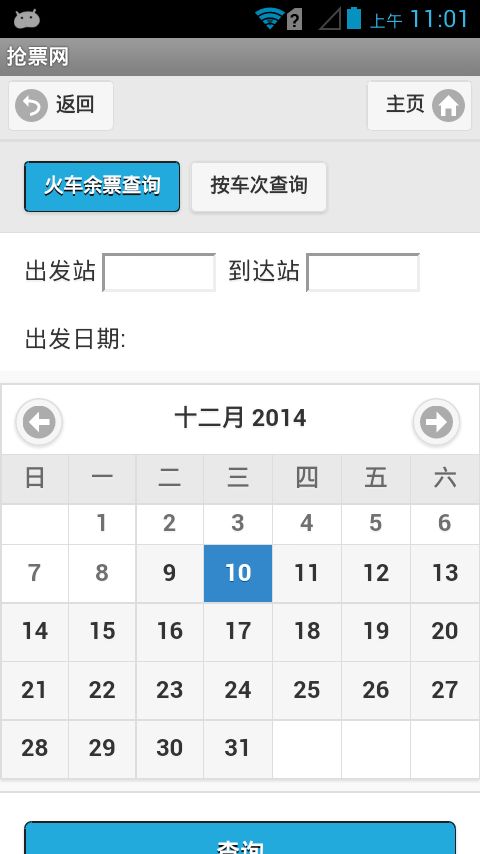 上午 11:01
抢票网
返回 主页
火车余票查询 按车次查询
出发站 到达站
出发日期:
十二月 2014
日 一 二 三 四 五 六
1 2 3 4 5 6
7 8 9 10 11 12 13
14 15 16 17 18 19 20
21 22 23 24 25 26 27
28 29 30 31
查询